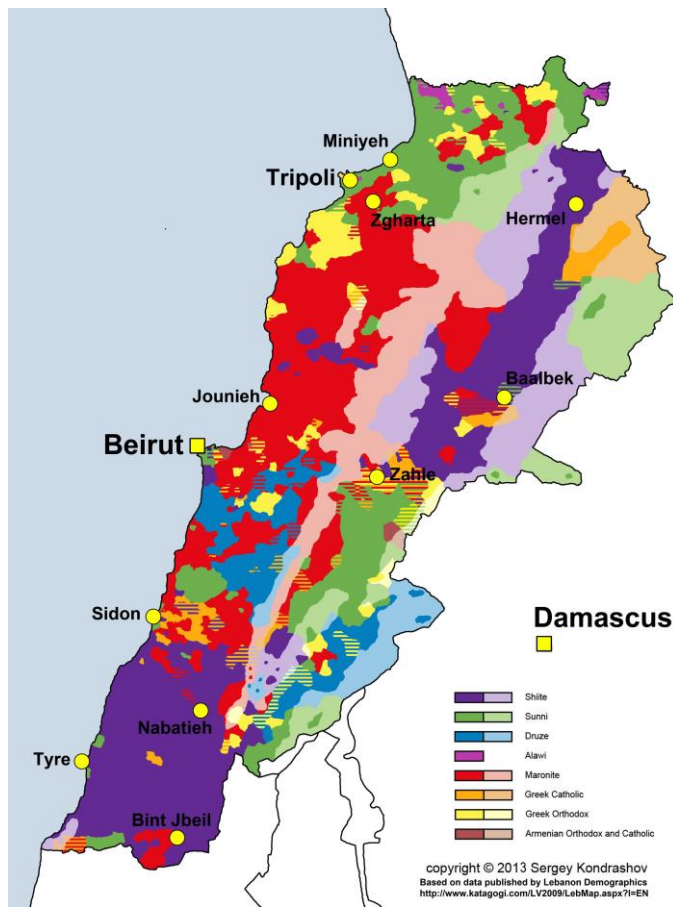 Miniyeh
Tripoli
Zgharta
Hermel
Baalbek
Jounieh
Beirut
Zahle
Sidon
Damascus
Nabatieh
Tyre
Bint Jbeil
Shiite
Sunni
Druze
Alawi
Maronite
Greek Catholic
Greek Orthodox
Armenian Orthodox and Catholic
copyright © 2013 Sergey Kondrashov
Based on data published by Lebanon Demographics
http://www.katagogi.com/LV2009/LebMap.aspx?l=EN